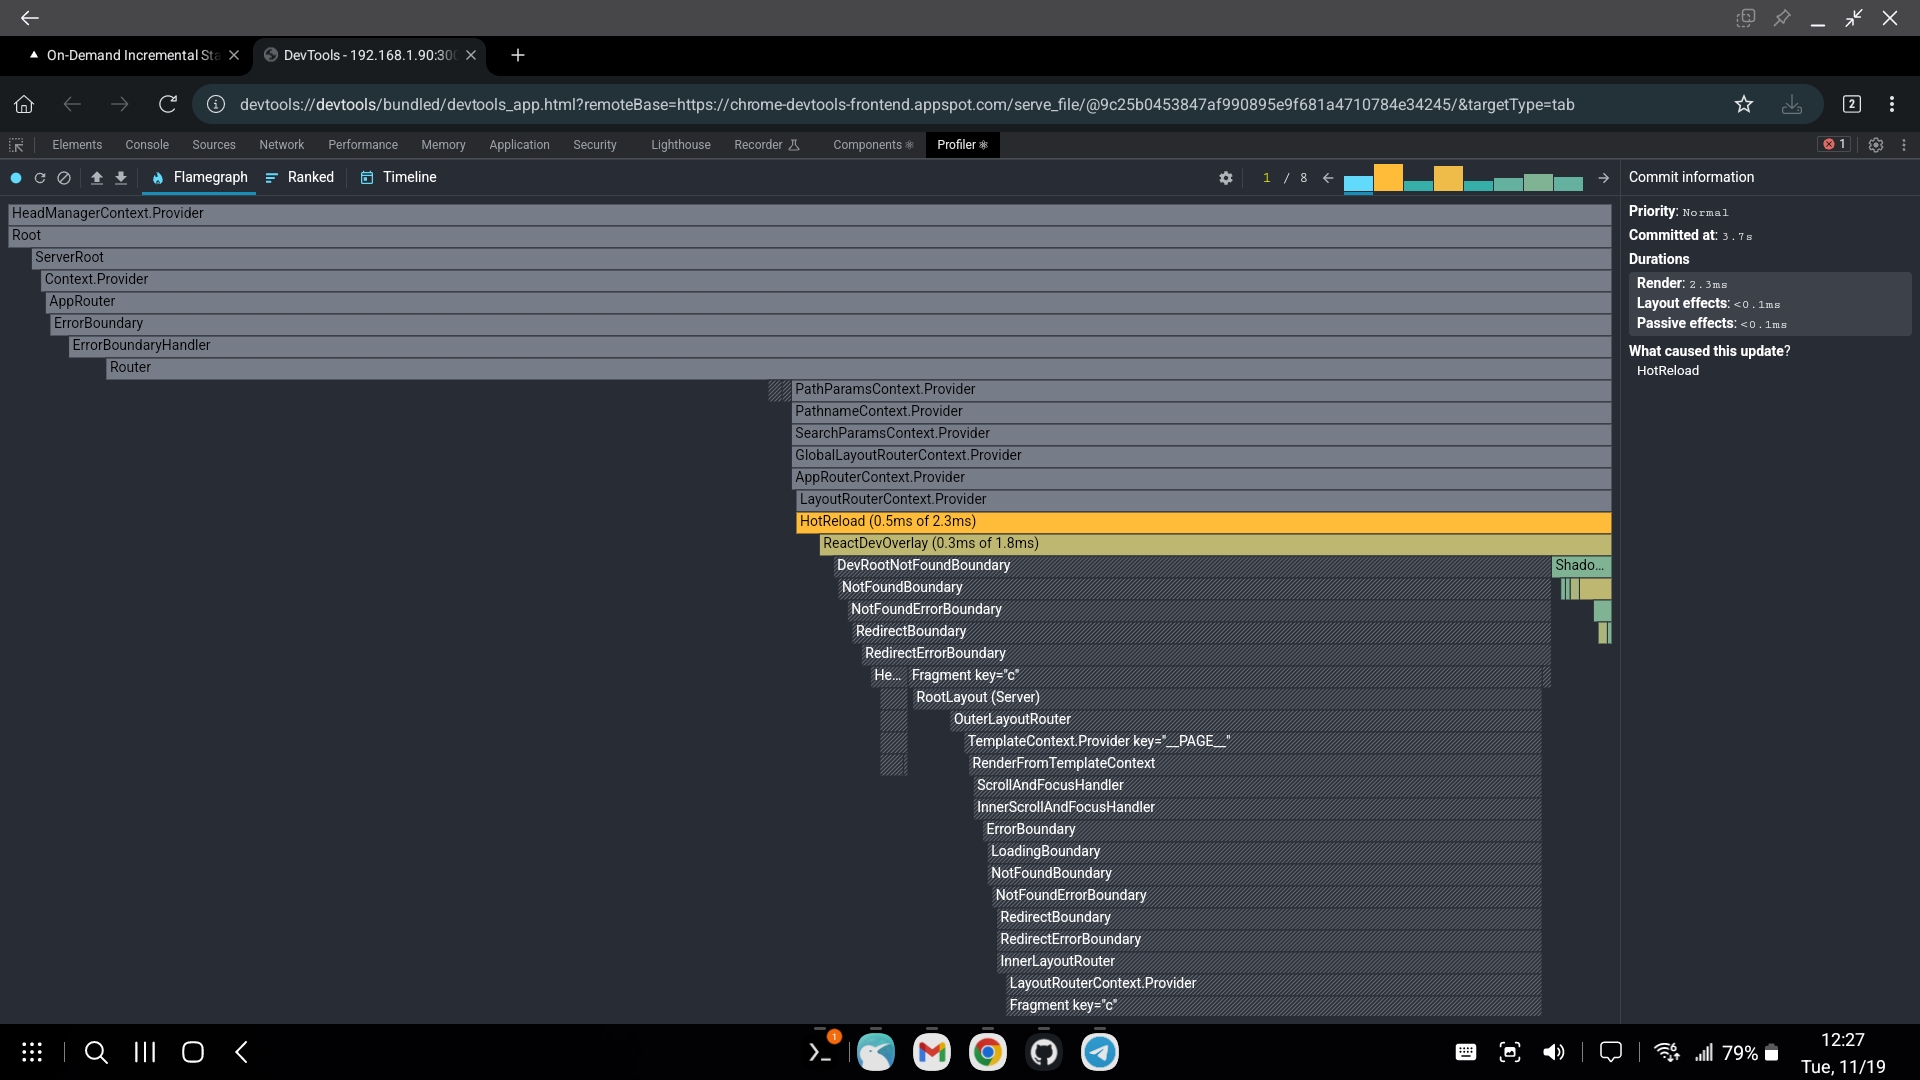 On-Demand Incremental Sta
DevTools - 192.168.1.90:300
devtools://devtools/bundled/devtools_app.html?remoteBase=https://chrome-devtools-frontend.appspot.com/serve_file/@9c25b0453847af990895e9f681a4710784e34245/&targetType=tab
2
Elements Console Sources Network Performance Memory Application Security Lighthouse Recorder Components ⚛ Profiler ⚛ 1
Flamegraph Ranked Timeline 1 / 8
Commit information
HeadManagerContext.Provider
Root
ServerRoot
Context.Provider
AppRouter
ErrorBoundary
ErrorBoundaryHandler
Router
PathParamsContext.Provider
PathnameContext.Provider
SearchParamsContext.Provider
GlobalLayoutRouterContext.Provider
AppRouterContext.Provider
LayoutRouterContext.Provider
HotReload (0.5ms of 2.3ms)
ReactDevOverlay (0.3ms of 1.8ms)
DevRootNotFoundBoundary Shado...
NotFoundBoundary
NotFoundErrorBoundary
RedirectBoundary
RedirectErrorBoundary
He... Fragment key="c"
RootLayout (Server)
OuterLayoutRouter
TemplateContext.Provider key="__PAGE__"
RenderFromTemplateContext
ScrollAndFocusHandler
InnerScrollAndFocusHandler
ErrorBoundary
LoadingBoundary
NotFoundBoundary
NotFoundErrorBoundary
RedirectBoundary
RedirectErrorBoundary
InnerLayoutRouter
LayoutRouterContext.Provider
Fragment key="c"
Priority: Normal
Committed at: 3.7s
Durations
Render: 2.3ms
Layout effects: <0.1ms
Passive effects: <0.1ms
What caused this update?
HotReload
1
79%
12:27
Tue, 11/19